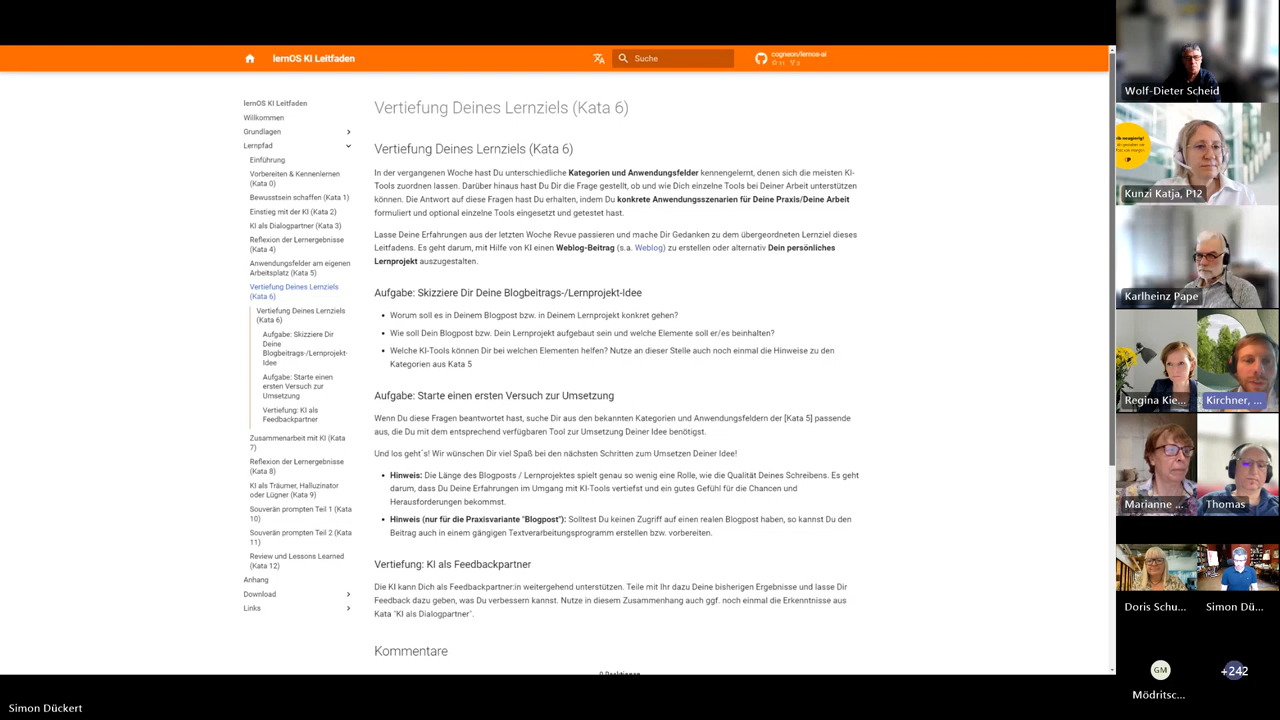 lernOS KI Leitfaden
Suche
cogneon/lernos-ai
lernOS KI Leitfaden
Willkommen
Grundlagen
Lernpfad
Einführung
Vorbereiten & Kennenlernen
(Kata 0)
Bewusstsein schaffen (Kata 1)
Einstieg mit der KI (Kata 2)
KI als Dialogpartner (Kata 3)
Reflexion der Lernergebnisse
(Kata 4)
Anwendungsfelder am eigenen
Arbeitsplatz (Kata 5)
Vertiefung Deines Lernziels
(Kata 6)
Vertiefung Deines Lernziels
(Kata 6)
Aufgabe: Skizziere Dir
Deine
Blogbeitrags-/Lernprojekt-
Idee
Aufgabe: Starte einen
ersten Versuch zur
Umsetzung
Vertiefung: KI als
Feedbackpartner
Zusammenarbeit mit KI (Kata
7)
Reflexion der Lernergebnisse
(Kata 8)
KI als Träumer, Halluzinator
oder Lügner (Kata 9)
Souverän prompten Teil 1 (Kata
10)
Souverän prompten Teil 2 (Kata
11)
Review und Lessons Learned
(Kata 12)
Anhang
Download
Links
Vertiefung Deines Lernziels (Kata 6)
Vertiefung Deines Lernziels (Kata 6)
In der vergangenen Woche hast Du unterschiedliche Kategorien und Anwendungsfelder kennengelernt, denen sich die meisten KI-
Tools zuordnen lassen. Darüber hinaus hast Du Dir die Frage gestellt, ob und wie Dich einzelne Tools bei Deiner Arbeit unterstützen
können. Die Antwort auf diese Fragen hast Du erhalten, indem Du konkrete Anwendungsszenarien für Deine Praxis/Deine Arbeit
formuliert und optional einzelne Tools eingesetzt und getestet hast.
Lasse Deine Erfahrungen aus der letzten Woche Revue passieren und mache Dir Gedanken zu dem übergeordneten Lernziel dieses
Leitfadens. Es geht darum, mit Hilfe von KI einen Weblog-Beitrag (s.a. Weblog) zu erstellen oder alternativ Dein persönliches
Lernprojekt auszugestalten.
Aufgabe: Skizziere Dir Deine Blogbeitrags-/Lernprojekt-Idee
• Worum soll es in Deinem Blogpost bzw. in Deinem Lernprojekt konkret gehen?
• Wie soll Dein Blogpost bzw. Dein Lernprojekt aufgebaut sein und welche Elemente soll er/es beinhalten?
• Welche KI-Tools können Dir bei welchen Elementen helfen? Nutze an dieser Stelle auch noch einmal die Hinweise zu den
Kategorien aus Kata 5
Aufgabe: Starte einen ersten Versuch zur Umsetzung
Wenn Du diese Fragen beantwortet hast, suche Dir aus den bekannten Kategorien und Anwendungsfeldern der [Kata 5] passende
aus, die Du mit dem entsprechend verfügbaren Tool zur Umsetzung Deiner Idee benötigst.
Und los geht´s! Wir wünschen Dir viel Spaß bei den nächsten Schritten zum Umsetzen Deiner Idee!
• Hinweis: Die Länge des Blogposts / Lernprojektes spielt genau so wenig eine Rolle, wie die Qualität Deines Schreibens. Es geht
darum, dass Du Deine Erfahrungen im Umgang mit KI-Tools vertiefst und ein gutes Gefühl für die Chancen und
Herausforderungen bekommst.
• Hinweis (nur für die Praxisvariante "Blogpost"): Solltest Du keinen Zugriff auf einen realen Blogpost haben, so kannst Du den
Beitrag auch in einem gängigen Textverarbeitungsprogramm erstellen bzw. vorbereiten.
Vertiefung: KI als Feedbackpartner
Die KI kann Dich als Feedbackpartner:in weitergehend unterstützen. Teile mit Ihr dazu Deine bisherigen Ergebnisse und lasse Dir
Feedback dazu geben, was Du verbessern kannst. Nutze in diesem Zusammenhang auch ggf. noch einmal die Erkenntnisse aus
Kata "KI als Dialogpartner".
Kommentare
0 Reaktionen
Wolf-Dieter Scheid
Kunzi Katja, P12
Karlheinz Pape
Regina Kie...
Kirchner, ...
Marianne ...
Thomas
Doris Schu...
Simon Dü...
GM
+242
Mödritsc...
Simon Dückert